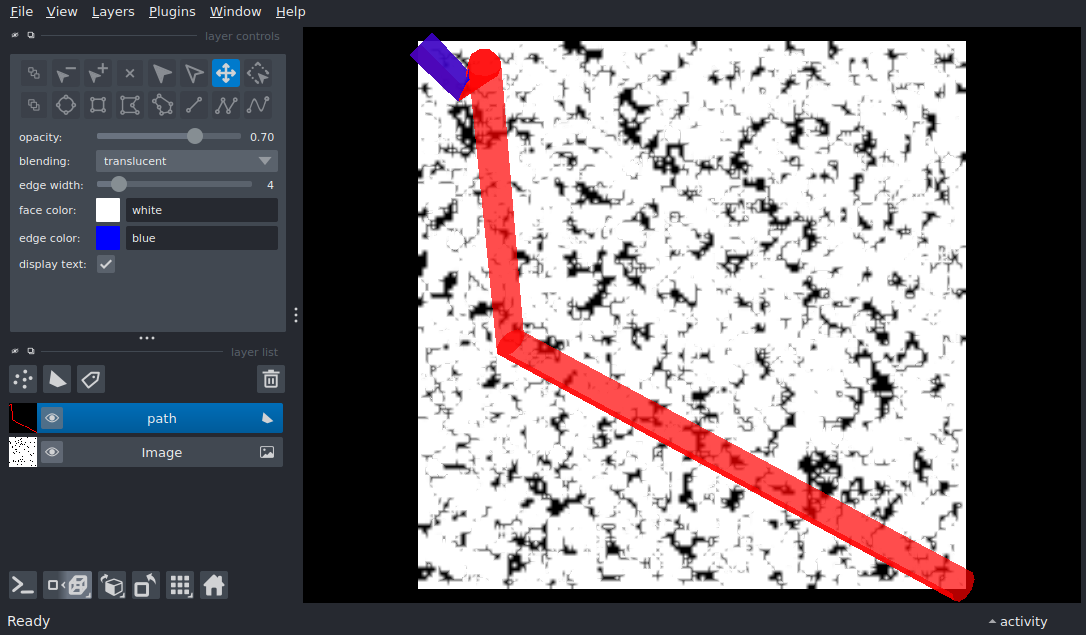 File View Layers Plugins Window Help
layer controls
opacity: 0.70
blending: translucent
edge width: 4
face color: white
edge color: blue
display text:
layer list
path
Image
Ready activity